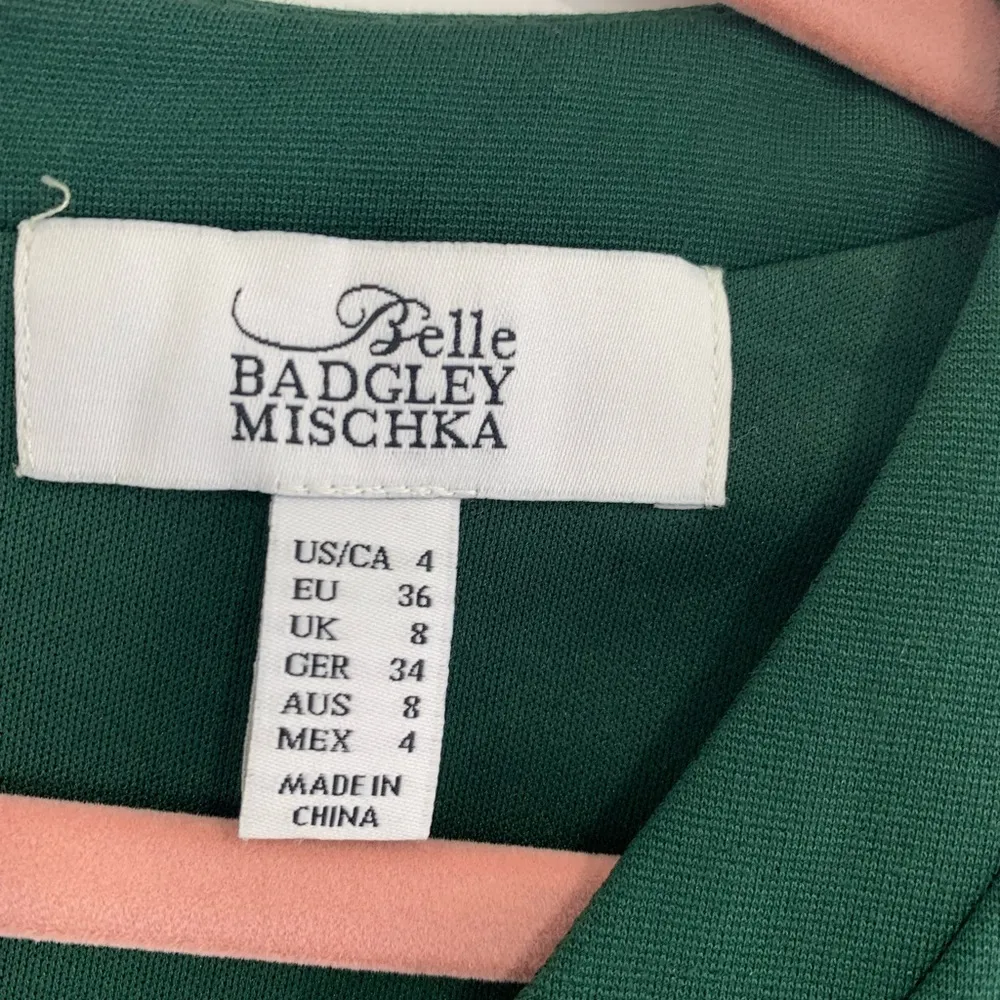 Belle
BADGLEY
MISCHKA
US/CA 4
EU 36
UK 8
GER 34
AUS 8
MEX 4
MADE IN
CHINA